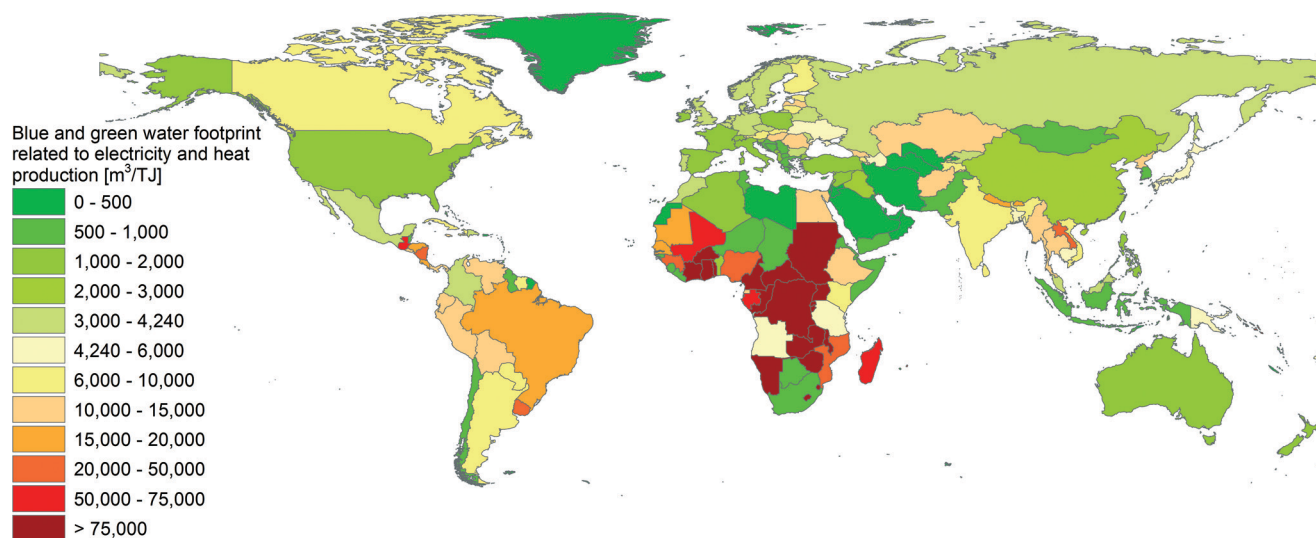 Blue and green water footprint
related to electricity and heat
production [m³/TJ]
0 - 500
500 - 1,000
1,000 - 2,000
2,000 - 3,000
3,000 - 4,240
4,240 - 6,000
6,000 - 10,000
10,000 - 15,000
15,000 - 20,000
20,000 - 50,000
50,000 - 75,000
> 75,000